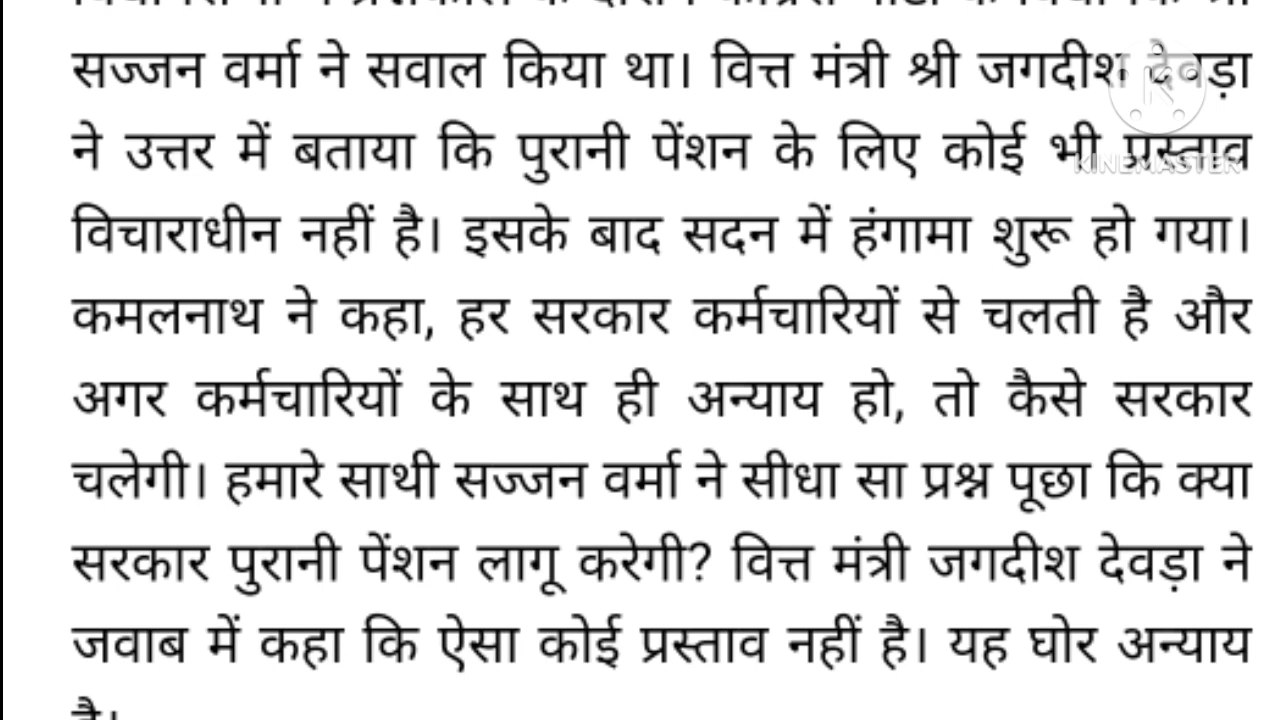 सज्जन वर्मा ने सवाल किया था। वित्त मंत्री श्री जगदीश देवड़ा
ने उत्तर में बताया कि पुरानी पेंशन के लिए कोई भी प्रस्ताव
KINEMASTER
विचाराधीन नहीं है। इसके बाद सदन में हंगामा शुरू हो गया।
कमलनाथ ने कहा, हर सरकार कर्मचारियों से चलती है और
अगर कर्मचारियों के साथ ही अन्याय हो, तो कैसे सरकार
चलेगी। हमारे साथी सज्जन वर्मा ने सीधा सा प्रश्न पूछा कि क्या
सरकार पुरानी पेंशन लागू करेगी? वित्त मंत्री जगदीश देवड़ा ने
जवाब में कहा कि ऐसा कोई प्रस्ताव नहीं है। यह घोर अन्याय
है।